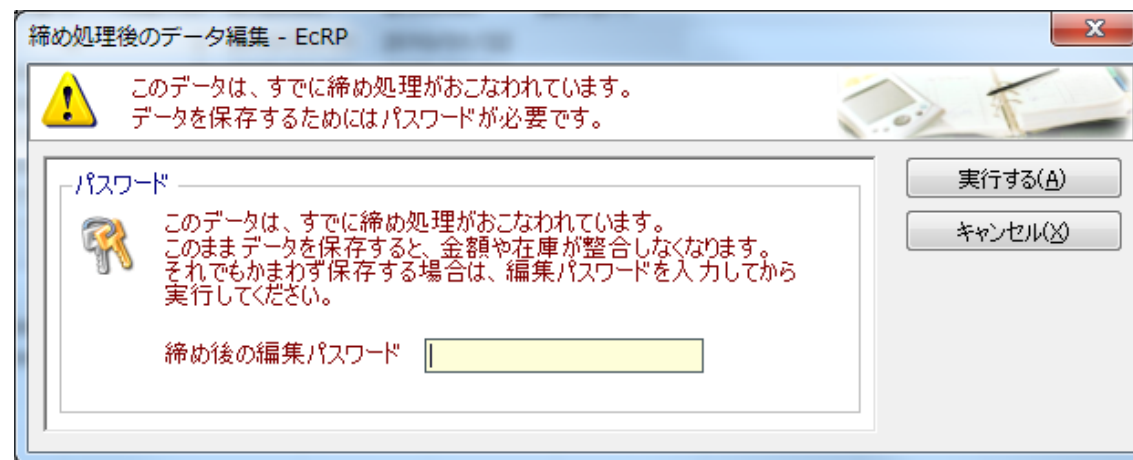 締め処理後のデータ編集 - EcRP
このデータは、すでに締め処理がおこなわれています。
データを保存するためにはパスワードが必要です。
パスワード
このデータは、すでに締め処理がおこなわれています。
このままデータを保存すると、金額や在庫が整合しなくなります。
それでもかまわず保存する場合は、編集パスワードを入力してから
実行してください。
締め後の編集パスワード
実行する(A)
キャンセル(X)